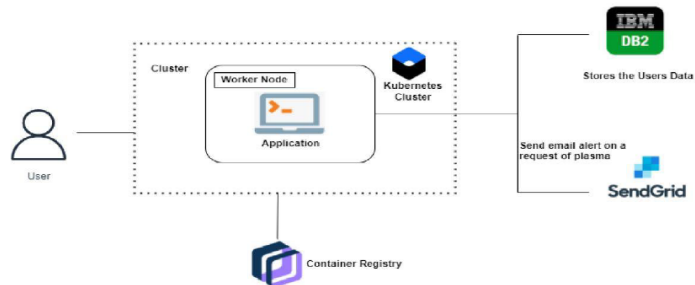 IBM
DB2
Stores the Users Data
Cluster
Worker Node
Kubernetes
Cluster
Application
User
Send email alert on a
request of plasma
SendGrid
Container Registry